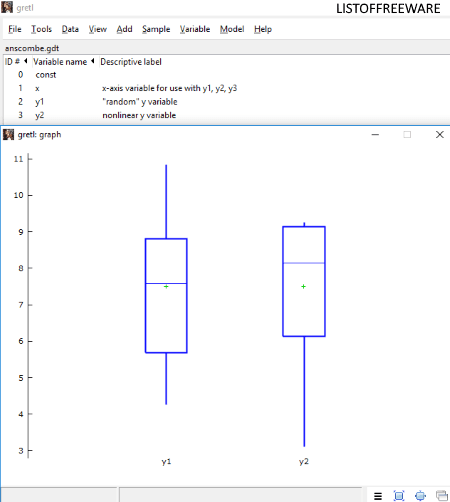 gretl
LISTOFFREEWARE
File Tools Data View Add Sample Variable Model Help
anscombe.gdt
ID # Variable name Descriptive label
0 const
1 x x-axis variable for use with y1, y2, y3
2 y1 "random" y variable
3 y2 nonlinear y variable
gretl: graph
11
10
9
8
7
6
5
4
3
y1 y2